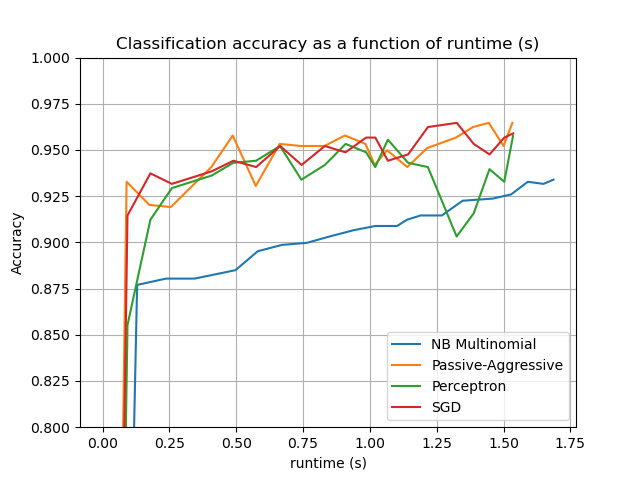 Classification accuracy as a function of runtime (s)
1.000
0.975
0.950
0.925
0.900
0.875
0.850
0.825
0.800
Accuracy
NB Multinomial
Passive-Aggressive
Perceptron
SGD
0.00 0.25 0.50 0.75 1.00 1.25 1.50 1.75
runtime (s)